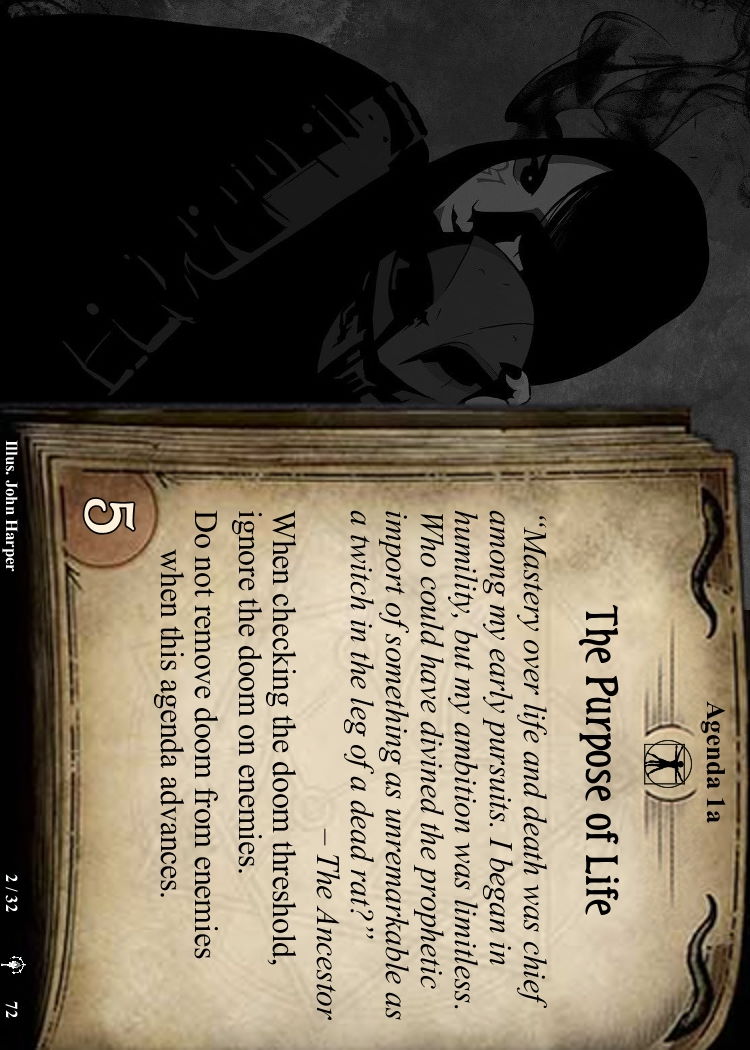 Agenda 1a
The Purpose of Life
“Mastery over life and death was chief
among my early pursuits. I began in
humility, but my ambition was limitless.
Who could have divined the prophetic
import of something as unremarkable as
a twitch in the leg of a dead rat?”
– The Ancestor
When checking the doom threshold,
ignore the doom on enemies.
Do not remove doom from enemies
when this agenda advances.
5
Illus. John Harper
2 / 32
72